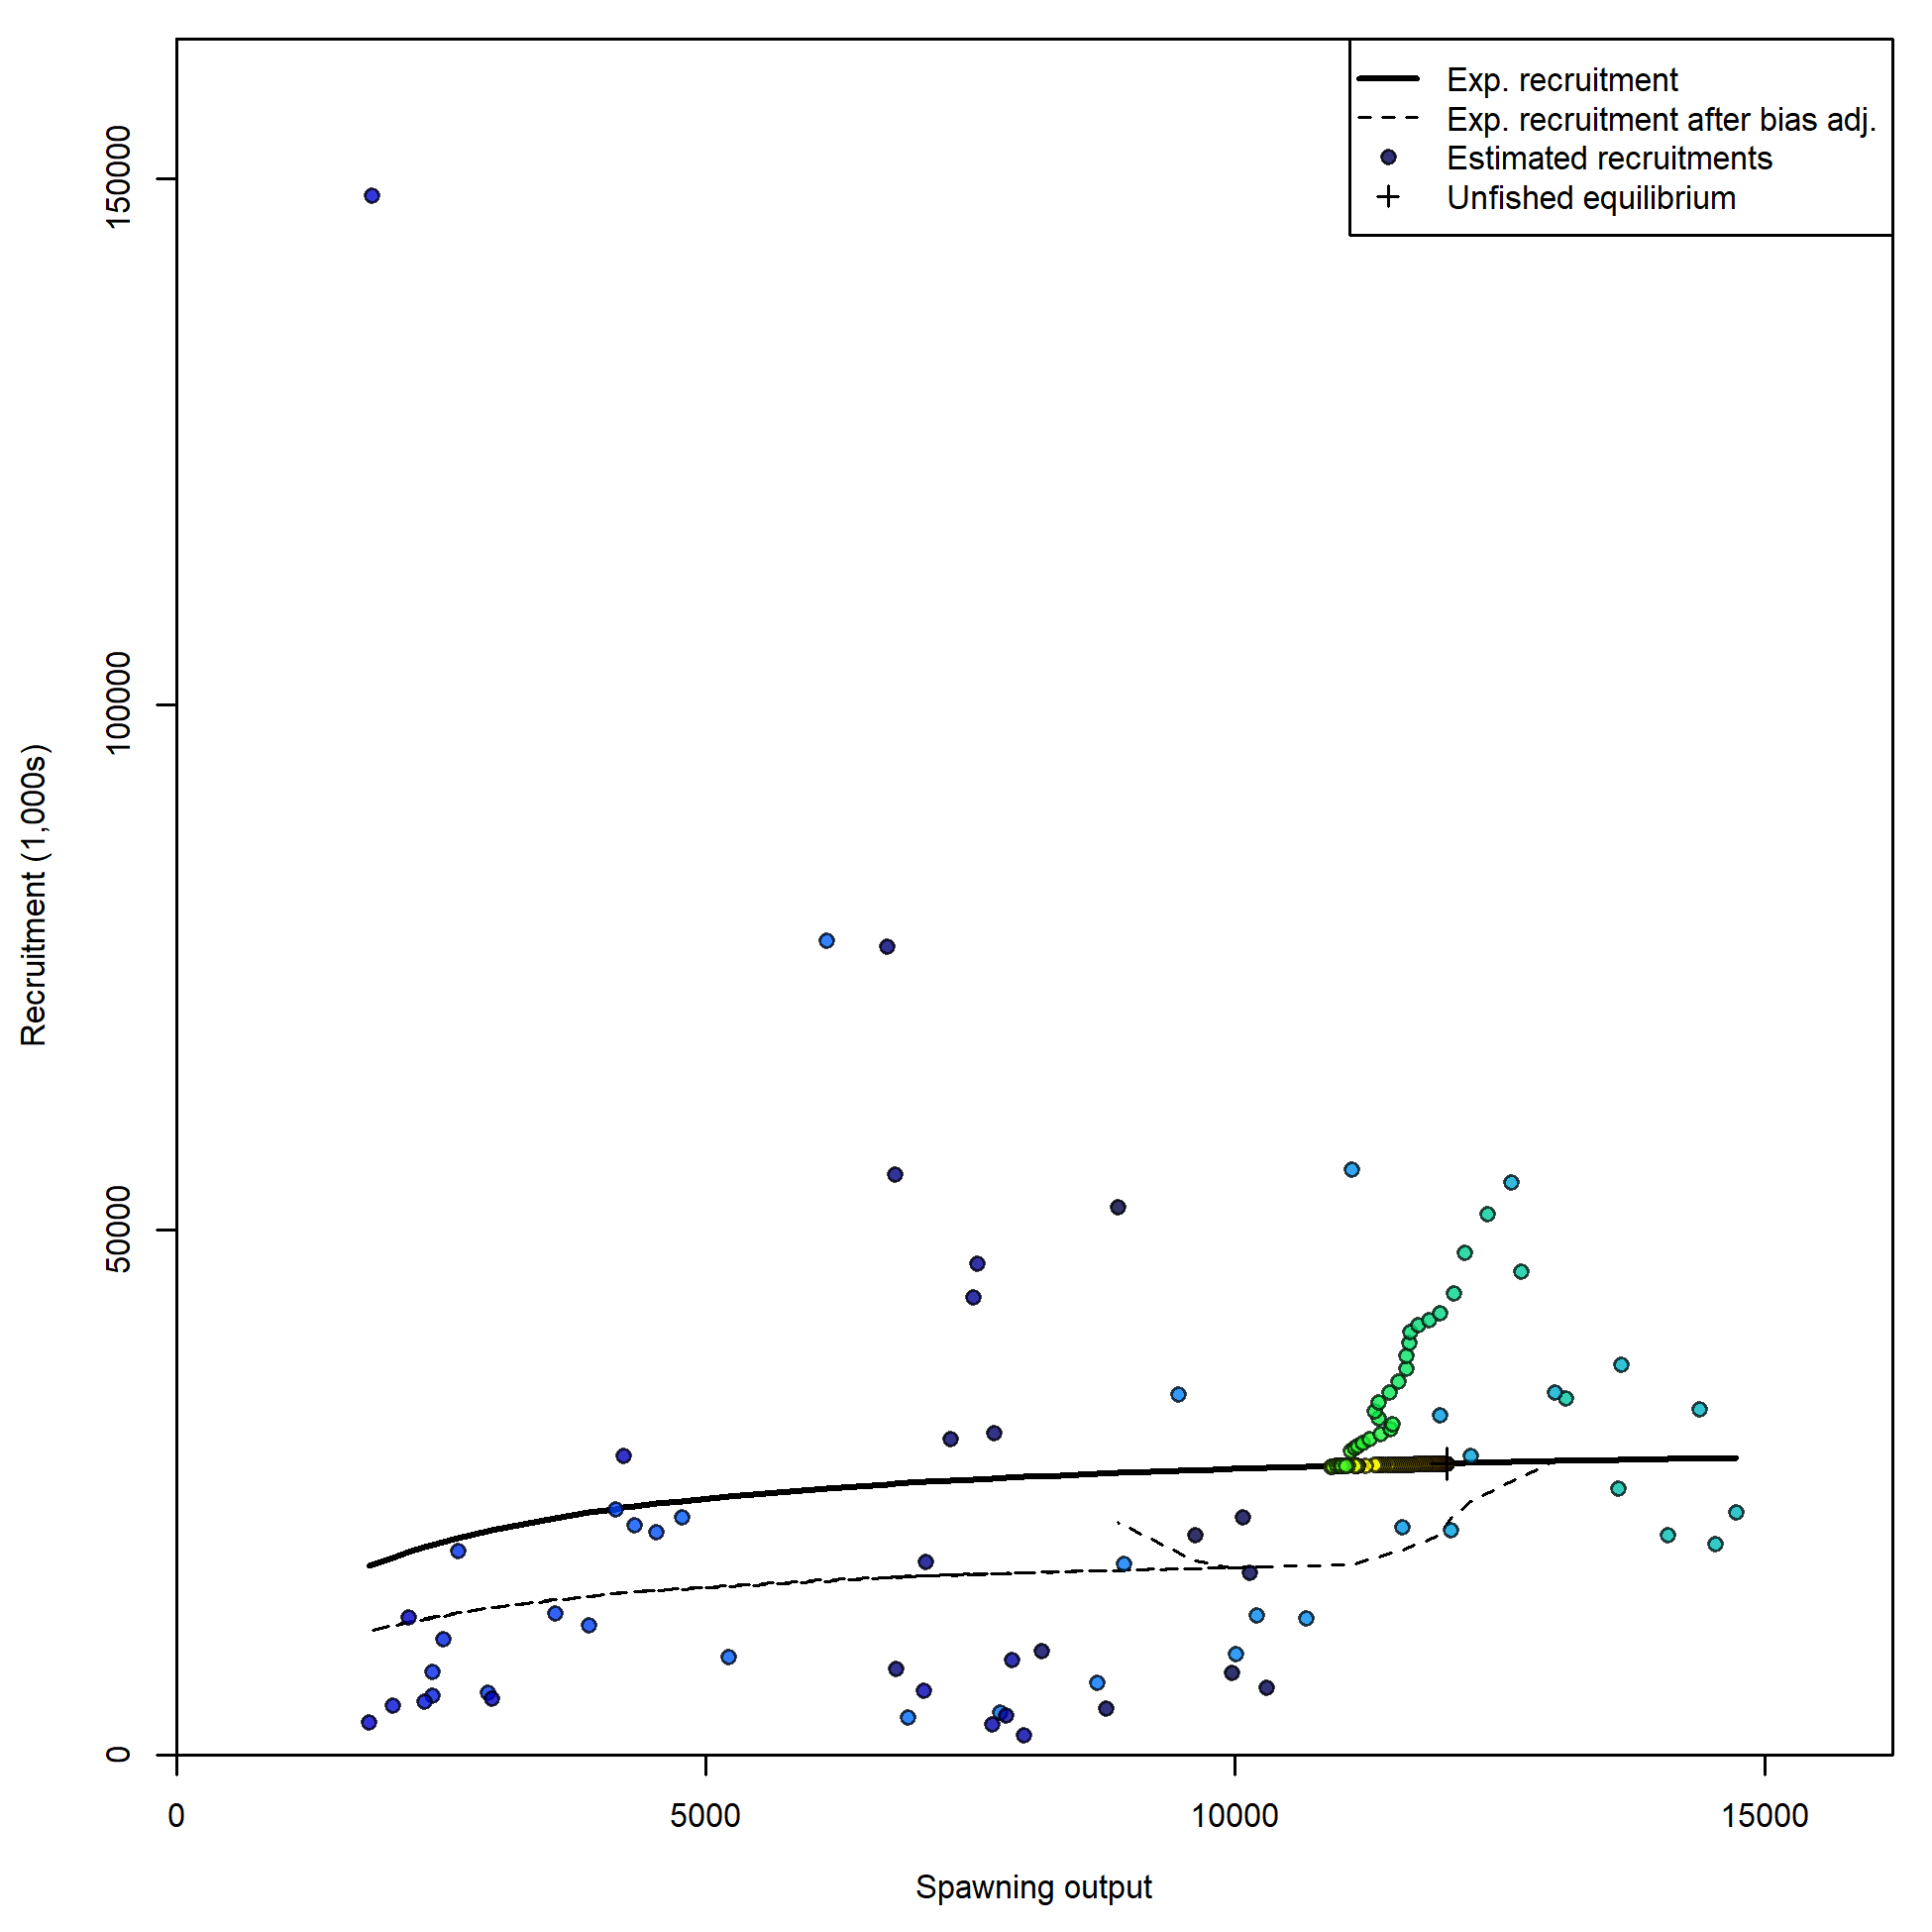 Exp. recruitment
Exp. recruitment after bias adj.
Estimated recruitments
Unfished equilibrium
150000
100000
50000
0
Recruitment (1,000s)
0 5000 10000 15000
Spawning output